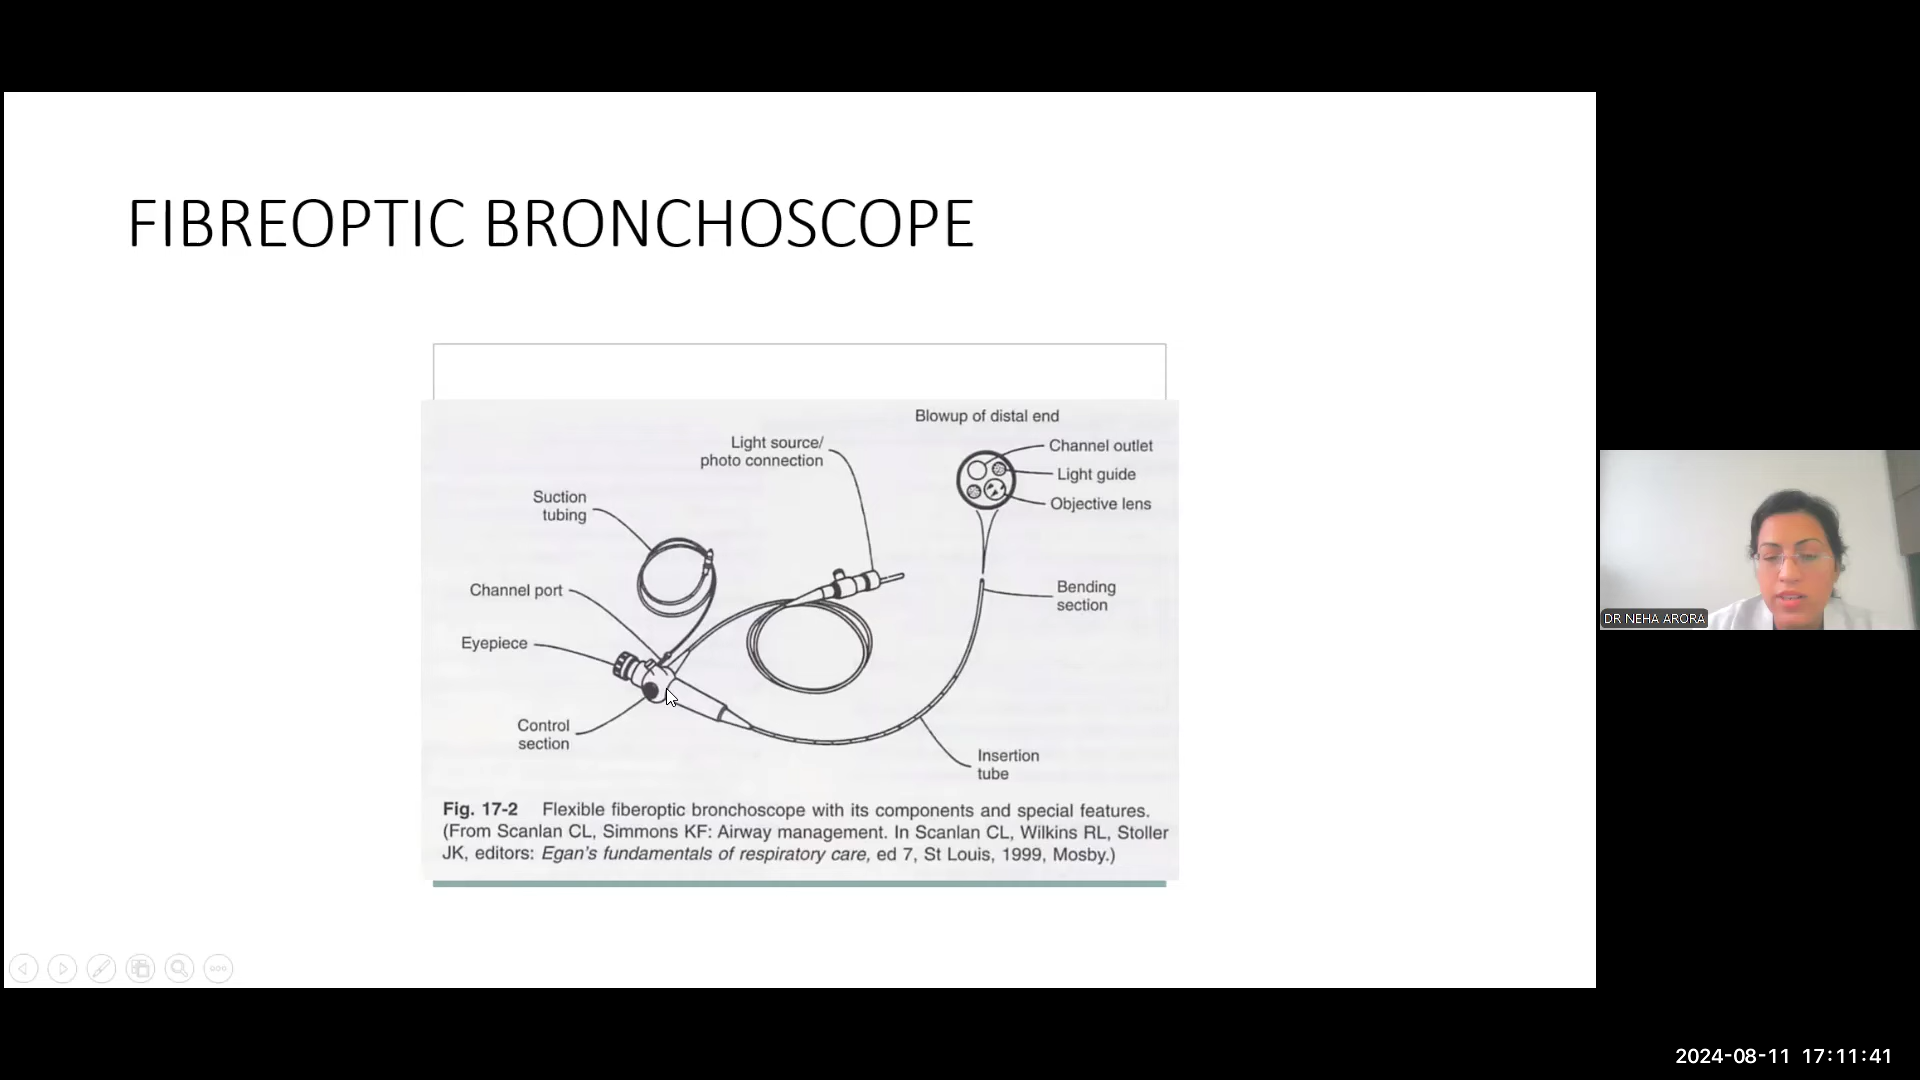 FIBREOPTIC BRONCHOSCOPE
Blowup of distal end
Channel outlet
Light guide
Objective lens
Light source/
photo connection
Suction
tubing
Channel port
Eyepiece
Control
section
Bending
section
Insertion
tube
Fig. 17-2 Flexible fiberoptic bronchoscope with its components and special features.
(From Scanlan CL, Simmons KF: Airway management. In Scanlan CL, Wilkins RL, Stoller
JK, editors: Egan's fundamentals of respiratory care, ed 7, St Louis, 1999, Mosby.)
DR NEHA ARORA
2024-08-11 17:11:41